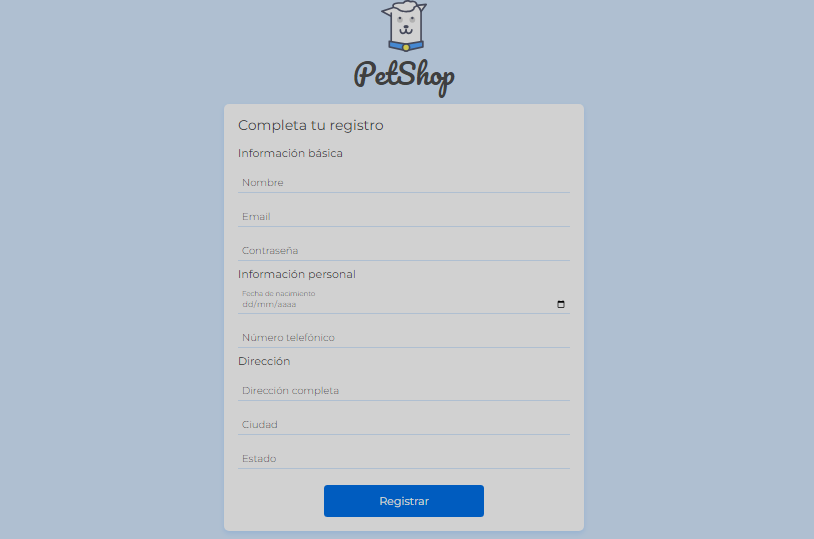 PetShop
Completa tu registro
Información básica
Nombre
Email
Contraseña
Información personal
Fecha de nacimiento
dd/mm/aaaa
Número telefónico
Dirección
Dirección completa
Ciudad
Estado
Registrar